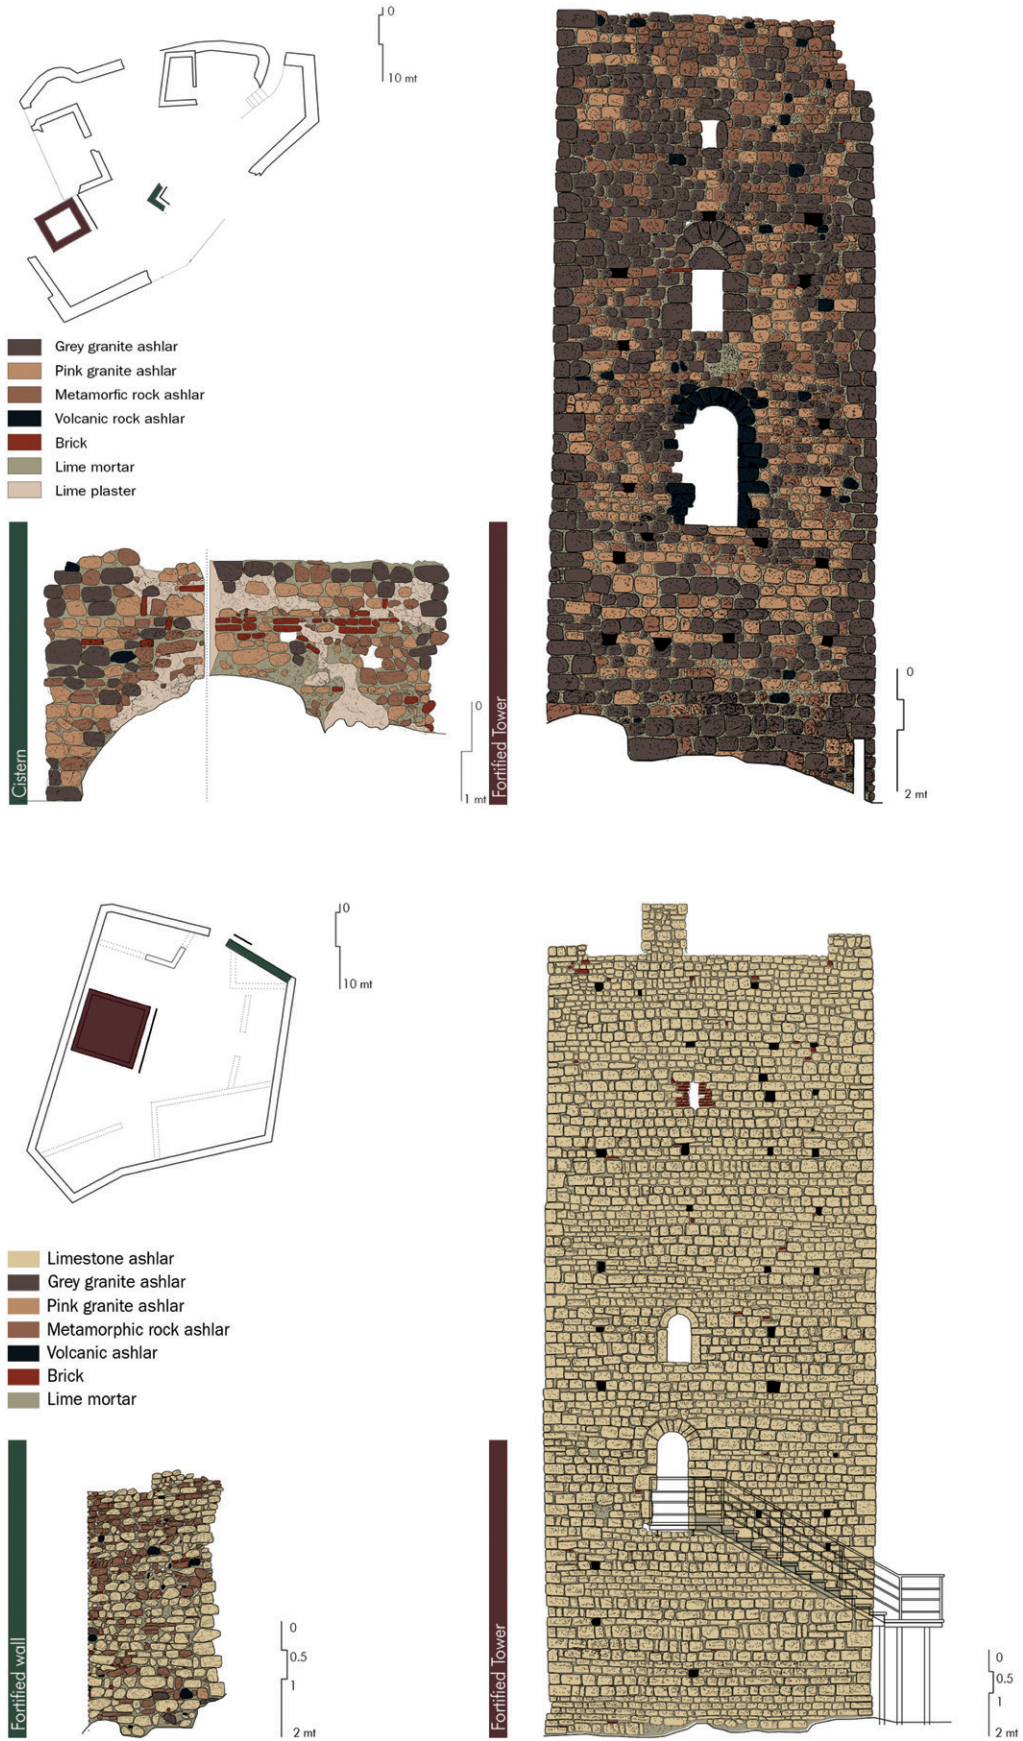 0
10 mt
Grey granite ashlar
Pink granite ashlar
Metamorfic rock ashlar
Volcanic rock ashlar
Brick
Lime mortar
Lime plaster
Cistern
0
1 mt
Fortified Tower
0
2 mt
0
10 mt
Limestone ashlar
Grey granite ashlar
Pink granite ashlar
Metamorphic rock ashlar
Volcanic ashlar
Brick
Lime mortar
Fortified wall
0
0.5
1
2 mt
Fortified Tower
0
0.5
1
2 mt